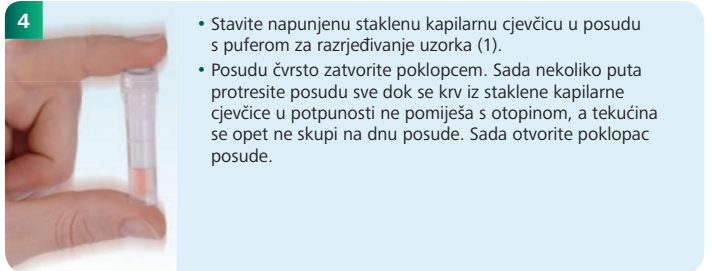 4
• Stavite napunjenu staklenu kapilarnu cjevčicu u posudu
s puferom za razrjeđivanje uzorka (1).
• Posudu čvrsto zatvorite poklopcem. Sada nekoliko puta
protresite posudu sve dok se krv iz staklene kapilarne
cjevčice u potpunosti ne pomiješa s otopinom, a tekućina
se opet ne skupi na dnu posude. Sada otvorite poklopac
posude.